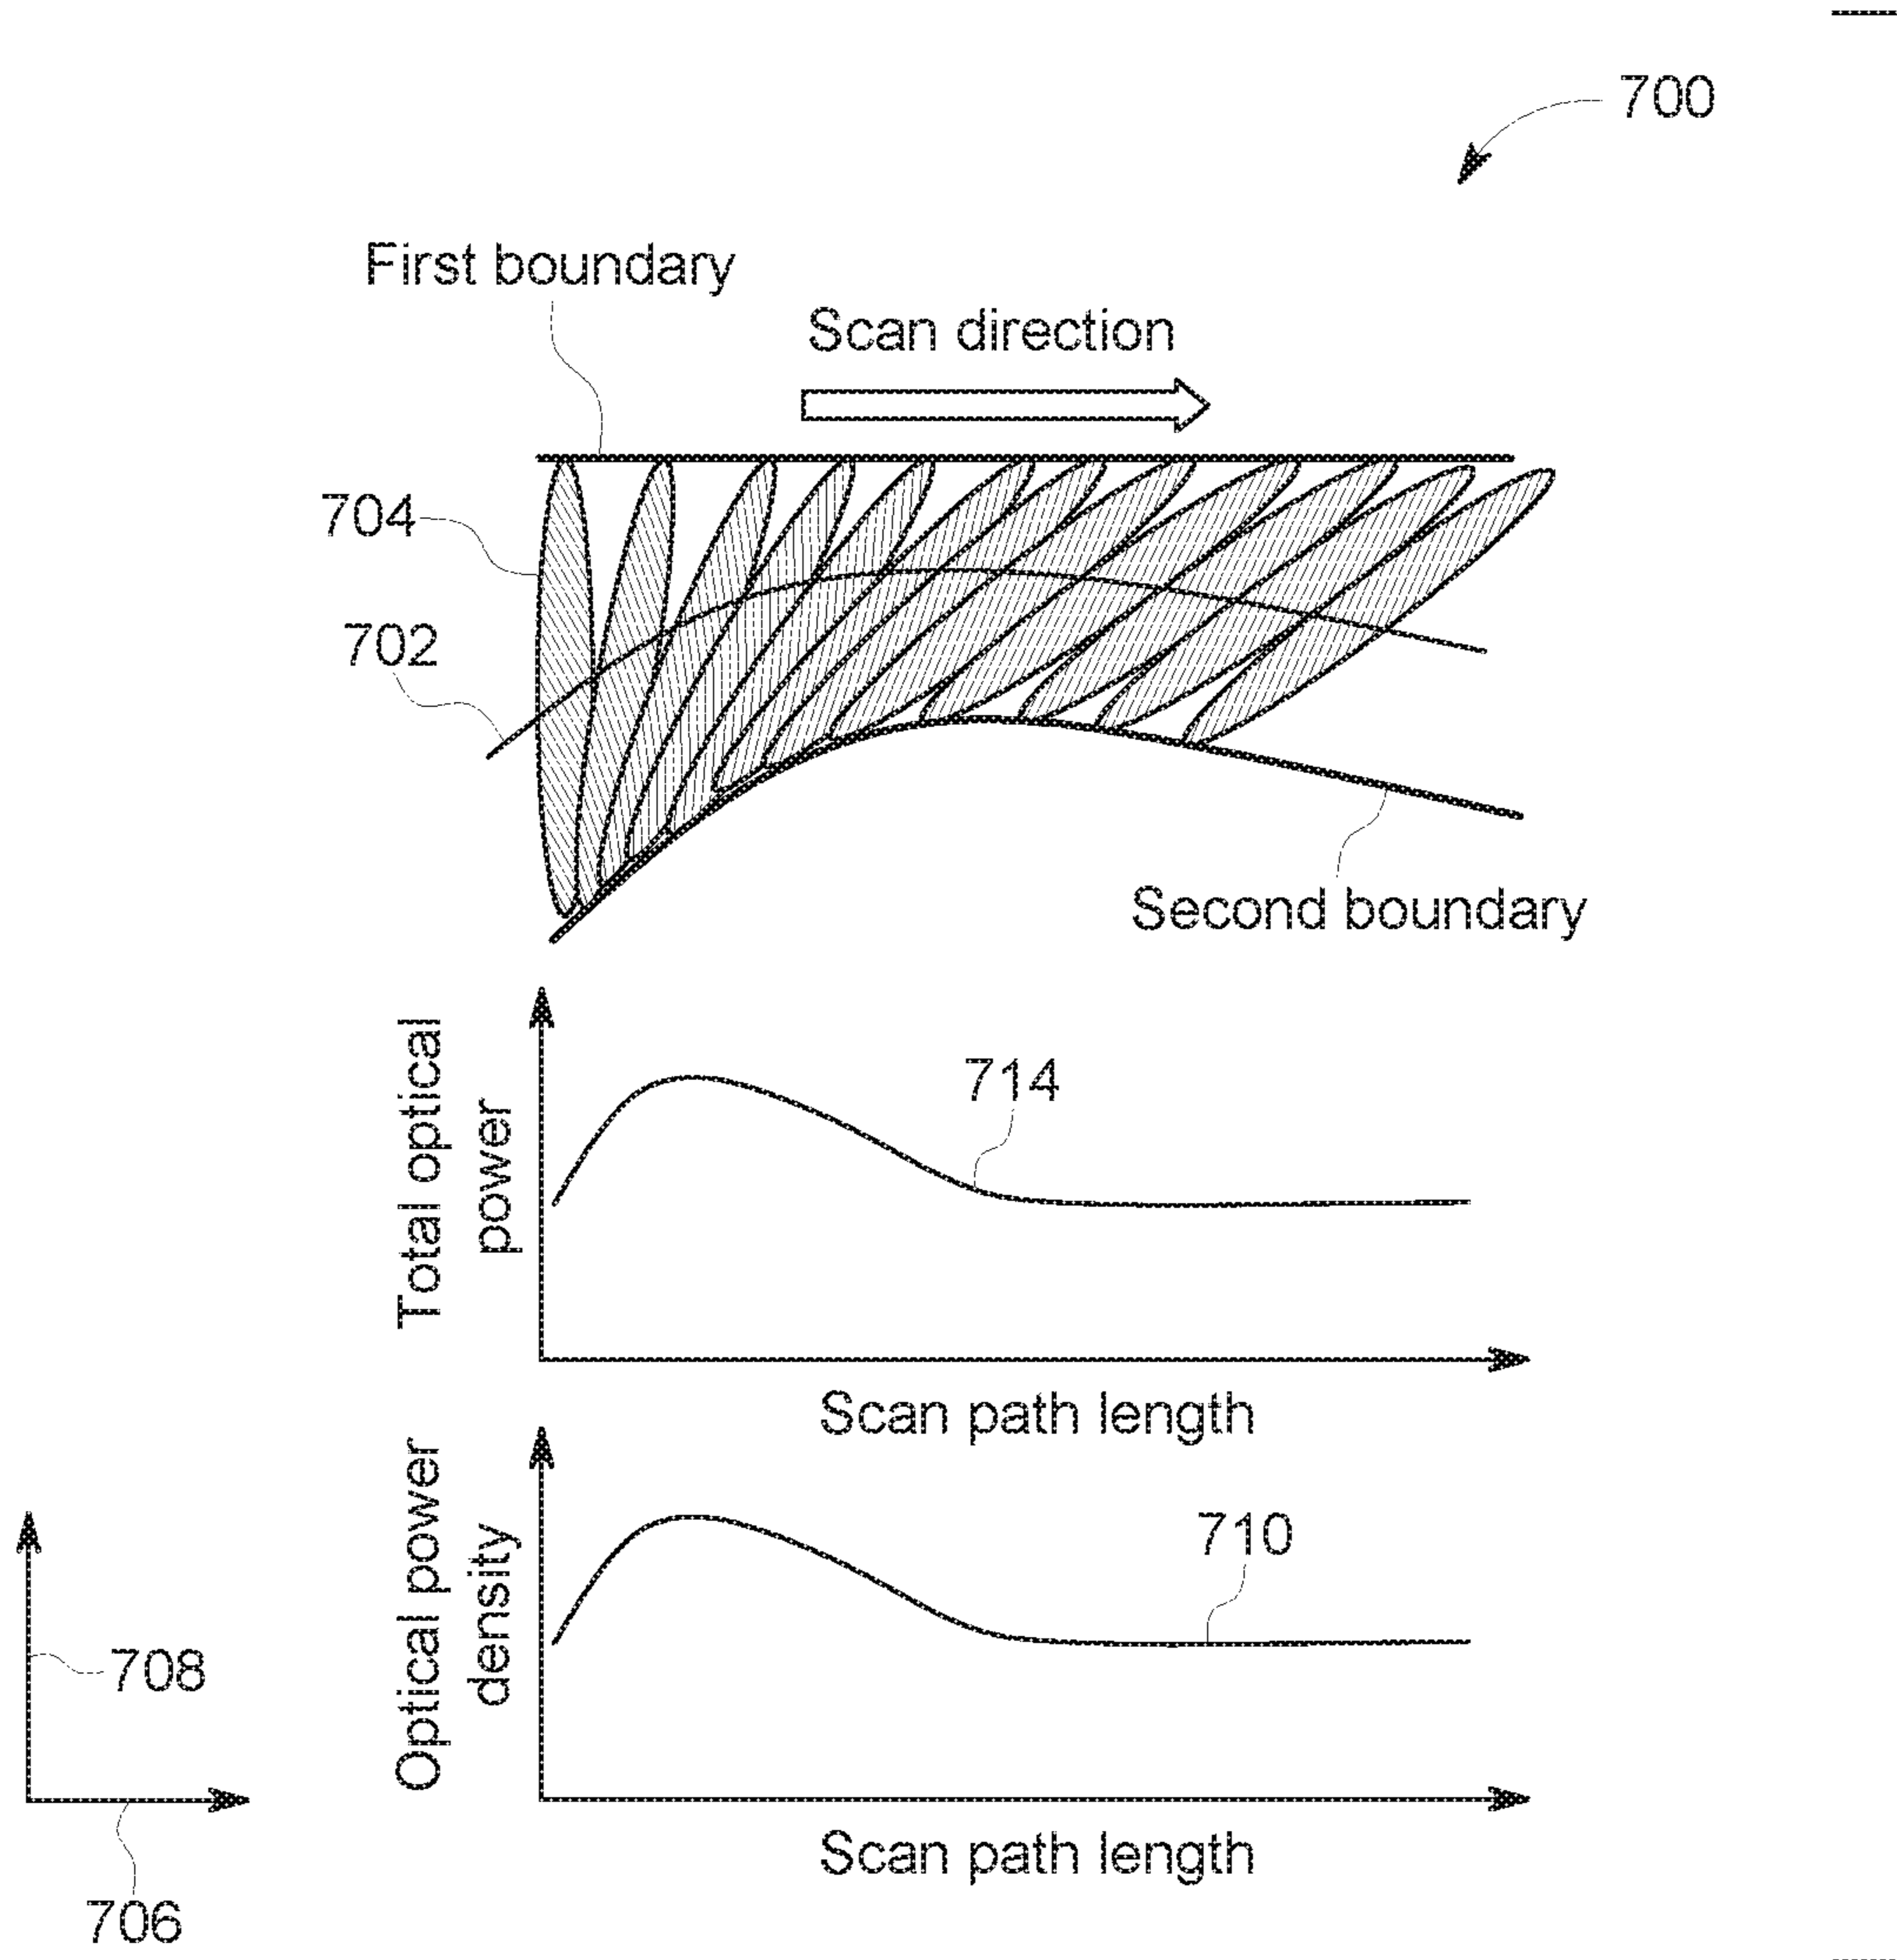 700
First boundary
Scan direction
704
702
Second boundary
Total optical
power
714
Scan path length
Optical power
density
710
Scan path length
708
706